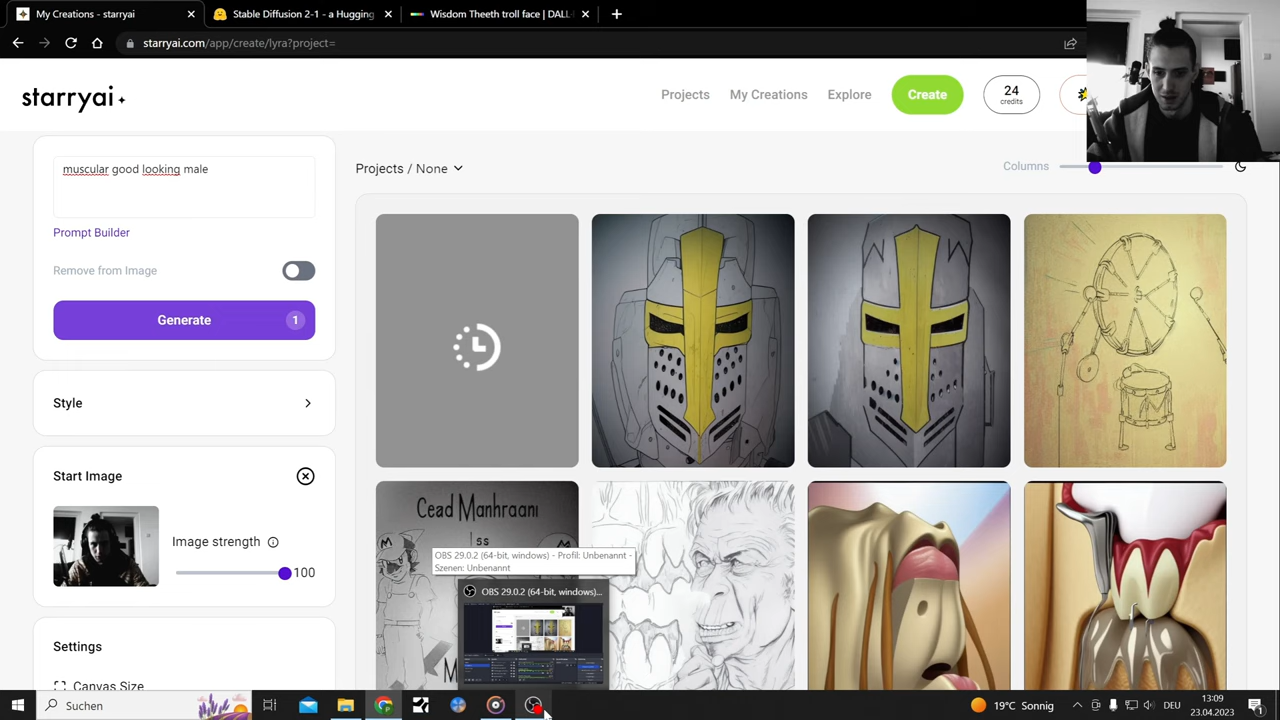 My Creations - starryai
Stable Diffusion 2-1 - a Hugging
Wisdom Theeth troll face | DALL·
starryai.com/app/create/lyra?project=
starryai
Projects
My Creations
Explore
Create
24
credits
muscular good looking male
Prompt Builder
Remove from Image
Generate
1
Style
Start Image
Image strength
100
Settings
Canvas Size
Projects / None
Columns
Cead Manhraani
ss
M
M
OBS 29.0.2 (64-bit, windows) - Profil: Unbenannt -
Szenen: Unbenannt
OBS 29.0.2 (64-bit, windows)...
Suchen
19°C Sonnig
DEU
13:09
23.04.2023
1